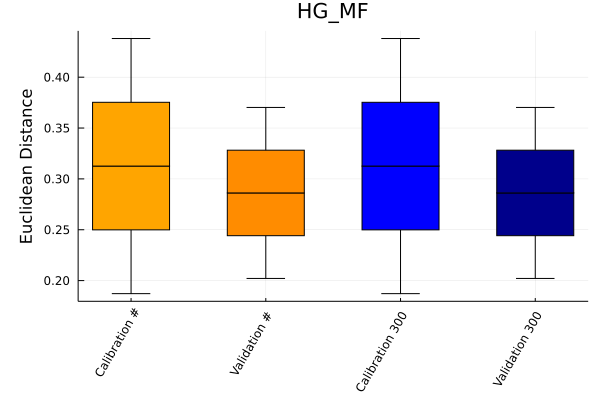 HG_MF
Euclidean Distance
0.40
0.35
0.30
0.25
0.20
Calibration #
Validation #
Calibration 300
Validation 300